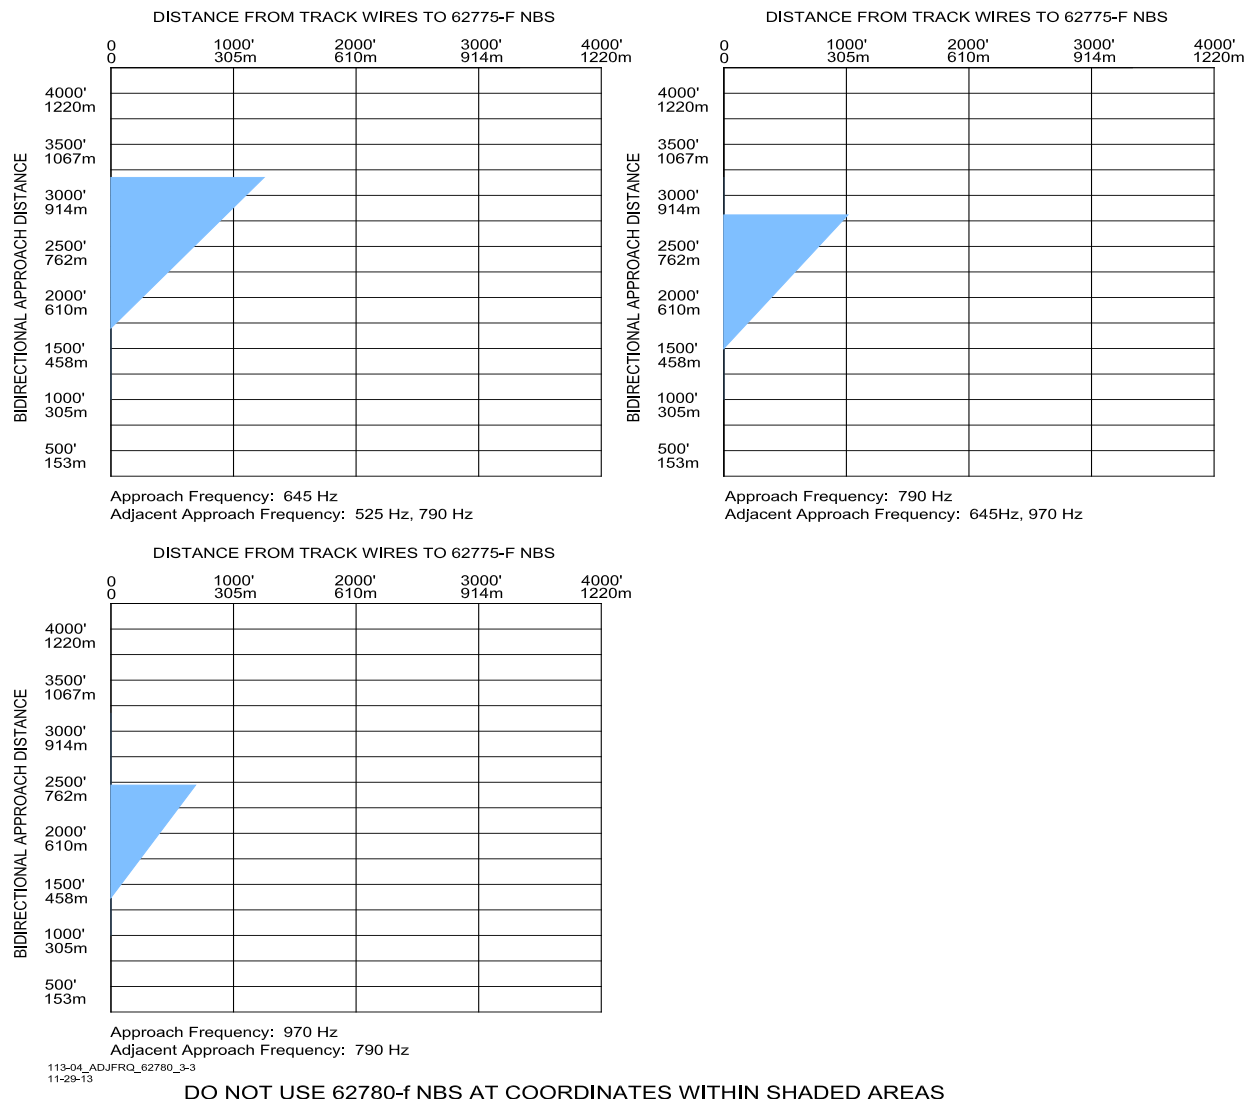 DISTANCE FROM TRACK WIRES TO 62775-F NBS
0 1000' 2000' 3000' 4000'
0 305m 610m 914m 1220m
BIDIRECTIONAL APPROACH DISTANCE
4000'
1220m
3500'
1067m
3000'
914m
2500'
762m
2000'
610m
1500'
458m
1000'
305m
500'
153m
Approach Frequency: 645 Hz
Adjacent Approach Frequency: 525 Hz, 790 Hz
DISTANCE FROM TRACK WIRES TO 62775-F NBS
0 1000' 2000' 3000' 4000'
0 305m 610m 914m 1220m
BIDIRECTIONAL APPROACH DISTANCE
4000'
1220m
3500'
1067m
3000'
914m
2500'
762m
2000'
610m
1500'
458m
1000'
305m
500'
153m
Approach Frequency: 790 Hz
Adjacent Approach Frequency: 645Hz, 970 Hz
DISTANCE FROM TRACK WIRES TO 62775-F NBS
0 1000' 2000' 3000' 4000'
0 305m 610m 914m 1220m
BIDIRECTIONAL APPROACH DISTANCE
4000'
1220m
3500'
1067m
3000'
914m
2500'
762m
2000'
610m
1500'
458m
1000'
305m
500'
153m
Approach Frequency: 970 Hz
Adjacent Approach Frequency: 790 Hz
113-04_ADJFRQ_62780_3-3
11-29-13
DO NOT USE 62780-f NBS AT COORDINATES WITHIN SHADED AREAS